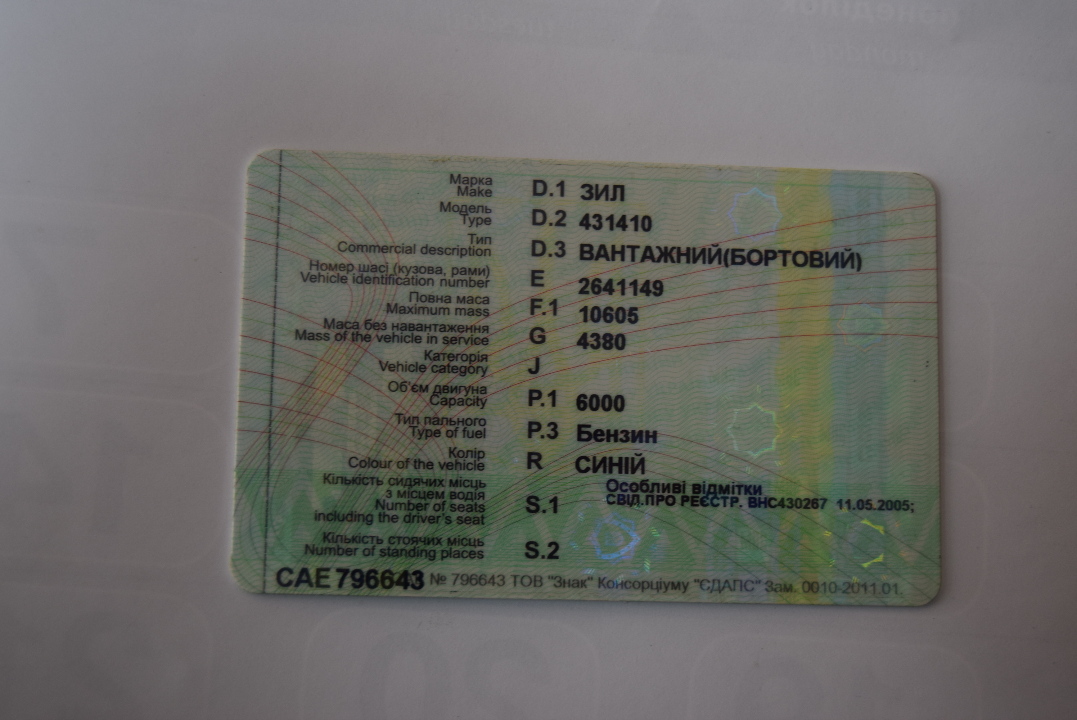 понеділок
Марка
Make D.1 ЗИЛ
Модель
Type D.2 431410
Тип
Commercial description D.3 ВАНТАЖНИЙ(БОРТОВИЙ)
Номер шасі (кузова, рами)
Vehicle identification number E 2641149
Повна маса
Maximum mass F.1 10605
Маса без навантаження
Mass of the vehicle in service G 4380
Категорія
Vehicle category J
Об'єм двигуна
Capacity P.1 6000
Тип пального
Type of fuel P.3 Бензин
Колір
Colour of the vehicle R СИНІЙ
Кількість сидячих місць
з місцем водія
Number of seats
including the driver's seat S.1
Особливі відмітки
СВІД.ПРО РЕЄСТР. ВНС430267 11.05.2005;
Кількість стоячих місць
Number of standing places S.2
САЕ 796643 № 796643 ТОВ "Знак" Консорціуму "ЄДАПС" Зам. 0010-2011.01.